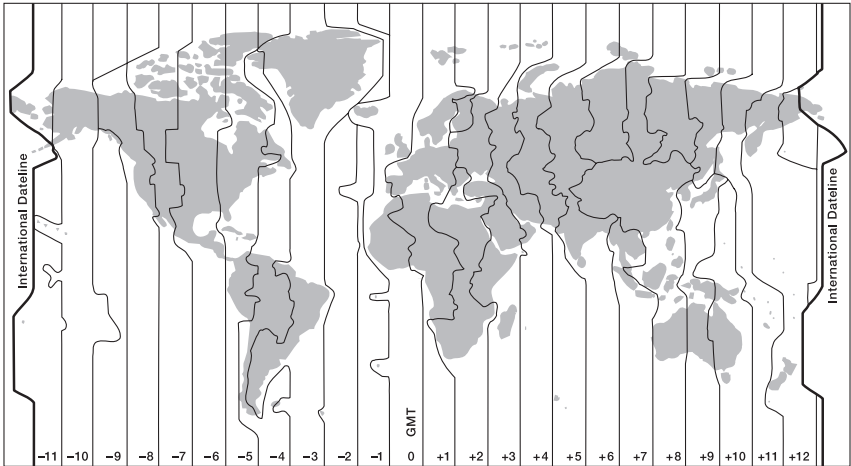 International Dateline
International Dateline
GMT
−11 −10 −9 −8 −7 −6 −5 −4 −3 −2 −1 0 +1 +2 +3 +4 +5 +6 +7 +8 +9 +10 +11 +12